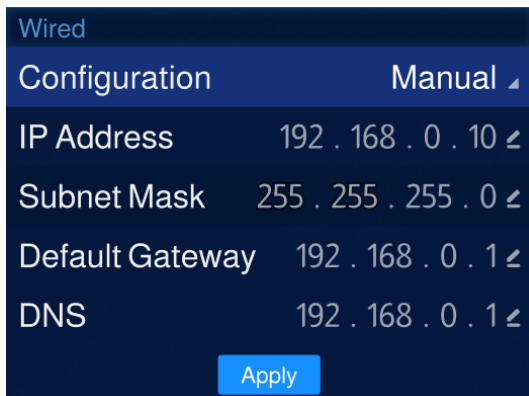 Wired
Configuration Manual
IP Address 192 . 168 . 0 . 10
Subnet Mask 255 . 255 . 255 . 0
Default Gateway 192 . 168 . 0 . 1
DNS 192 . 168 . 0 . 1
Apply